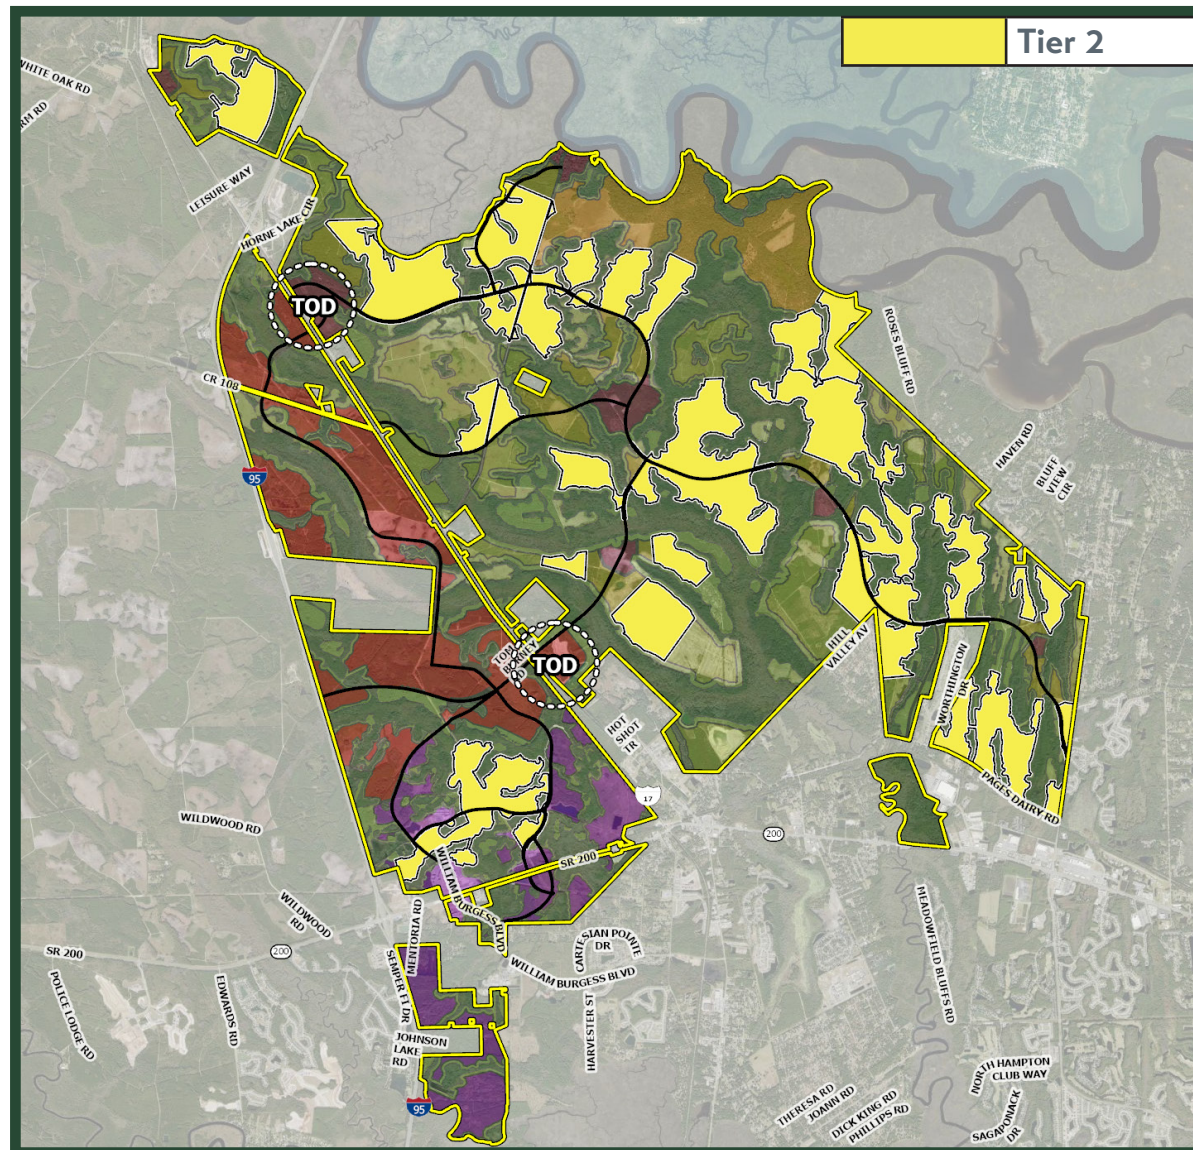 Tier 2
WHITE OAK RD
RM RD
LEISURE WAY
HORNE LAKE CIR
TOD
CR 108
95
ROSES BLUFF RD
HAVEN RD
BLUFF
VIEW
CIR
TOM
RD
TOD
HILL
VALLEY AV
WORTHINGTON
DR
HOT
SHOT
TR
17
PAGES DAIRY RD
200
WILDWOOD RD
SR 200
WILLIAM BURGESS BLVD
WILDWOOD
RD
MENTORIA RD
SR 200
200
CARTESIAN POINTE
DR
WILLIAM BURGESS BLVD
MEADOWFIELD BLUFFS RD
POLICE LODGE RD
EDWARDS RD
SEMPER FI DR
HARVESTER ST
JOHNSON
LAKE
RD
95
NORTH HAMPTON
CLUB WAY
THERESA RD
JOANN RD
DICK KING RD
PHILLIPS RD
SAGAPONACK
DR